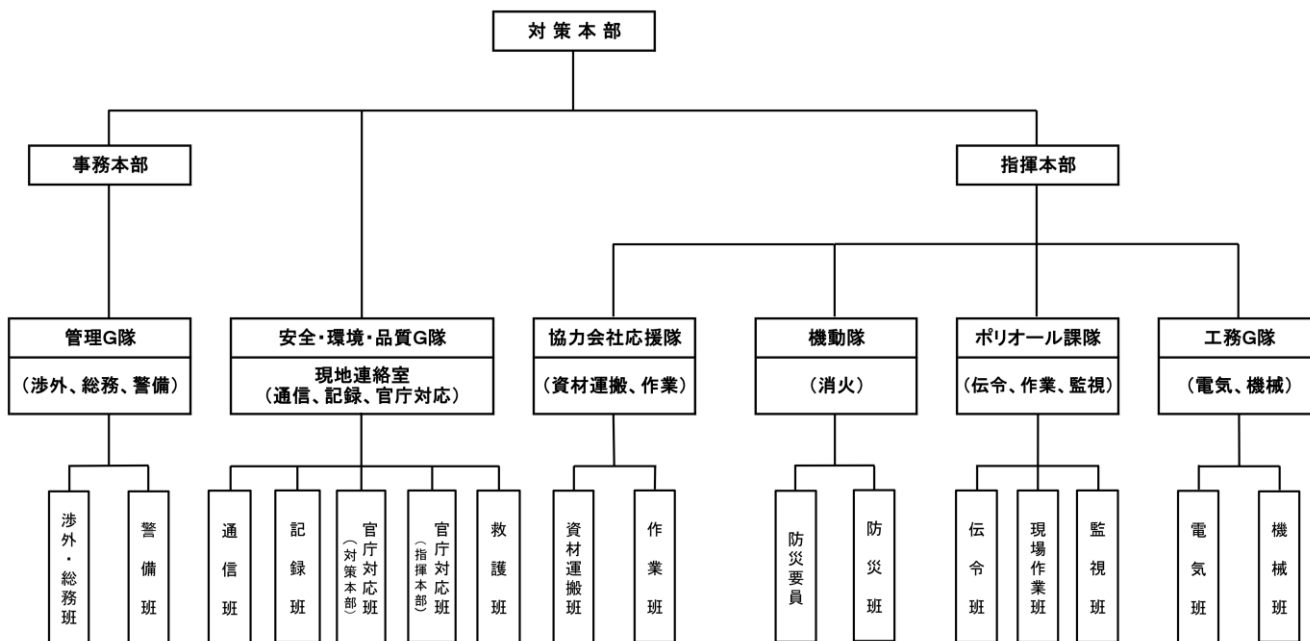 対策本部
事務本部
指揮本部
管理G隊
(渉外、総務、警備)
安全・環境・品質G隊
現地連絡室
(通信、記録、官庁対応)
協力会社応援隊
(資材運搬、作業)
機動隊
(消火)
ポリオール課隊
(伝令、作業、監視)
工務G隊
(電気、機械)
渉外・総務班
警備班
通信班
記録班
官庁対応班
(対策本部)
官庁対応班
(指揮本部)
救護班
資材運搬班
作業班
防災要員
防災班
伝令班
現場作業班
監視班
電気班
機械班